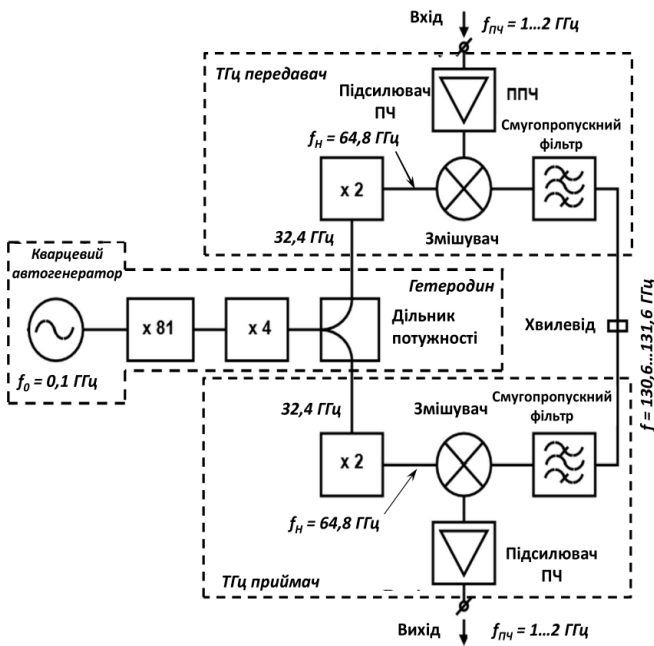 Вхід
f_ПЧ = 1...2 ГГц
ТГц передавач
Підсилювач
ПЧ
ППЧ
Смугопропускний
фільтр
f_Н = 64,8 ГГц
x 2
Змішувач
32,4 ГГц
Кварцевий
автогенератор
Гетеродин
x 81
x 4
Дільник
потужності
f_0 = 0,1 ГГц
Хвилевід
f = 130,6...131,6 ГГц
32,4 ГГц
Змішувач
Смугопропускний
фільтр
x 2
f_Н = 64,8 ГГц
Підсилювач
ПЧ
ТГц приймач
Вихід
f_ПЧ = 1...2 ГГц